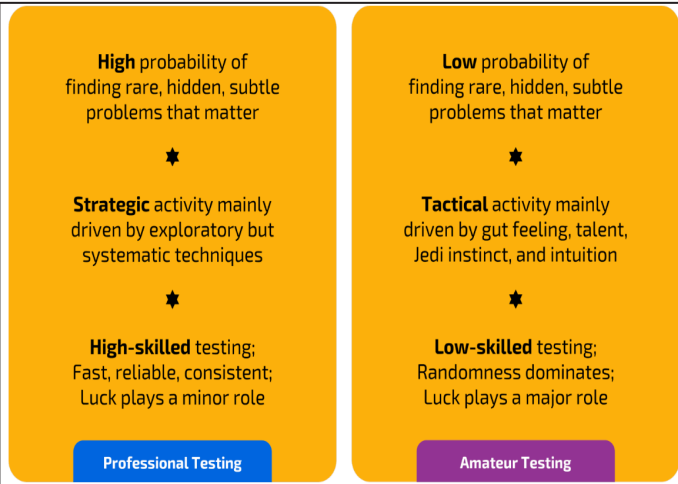 High probability of
finding rare, hidden, subtle
problems that matter
Strategic activity mainly
driven by exploratory but
systematic techniques
High-skilled testing;
Fast, reliable, consistent;
Luck plays a minor role
Professional Testing
Low probability of
finding rare, hidden, subtle
problems that matter
Tactical activity mainly
driven by gut feeling, talent,
Jedi instinct, and intuition
Low-skilled testing;
Randomness dominates;
Luck plays a major role
Amateur Testing